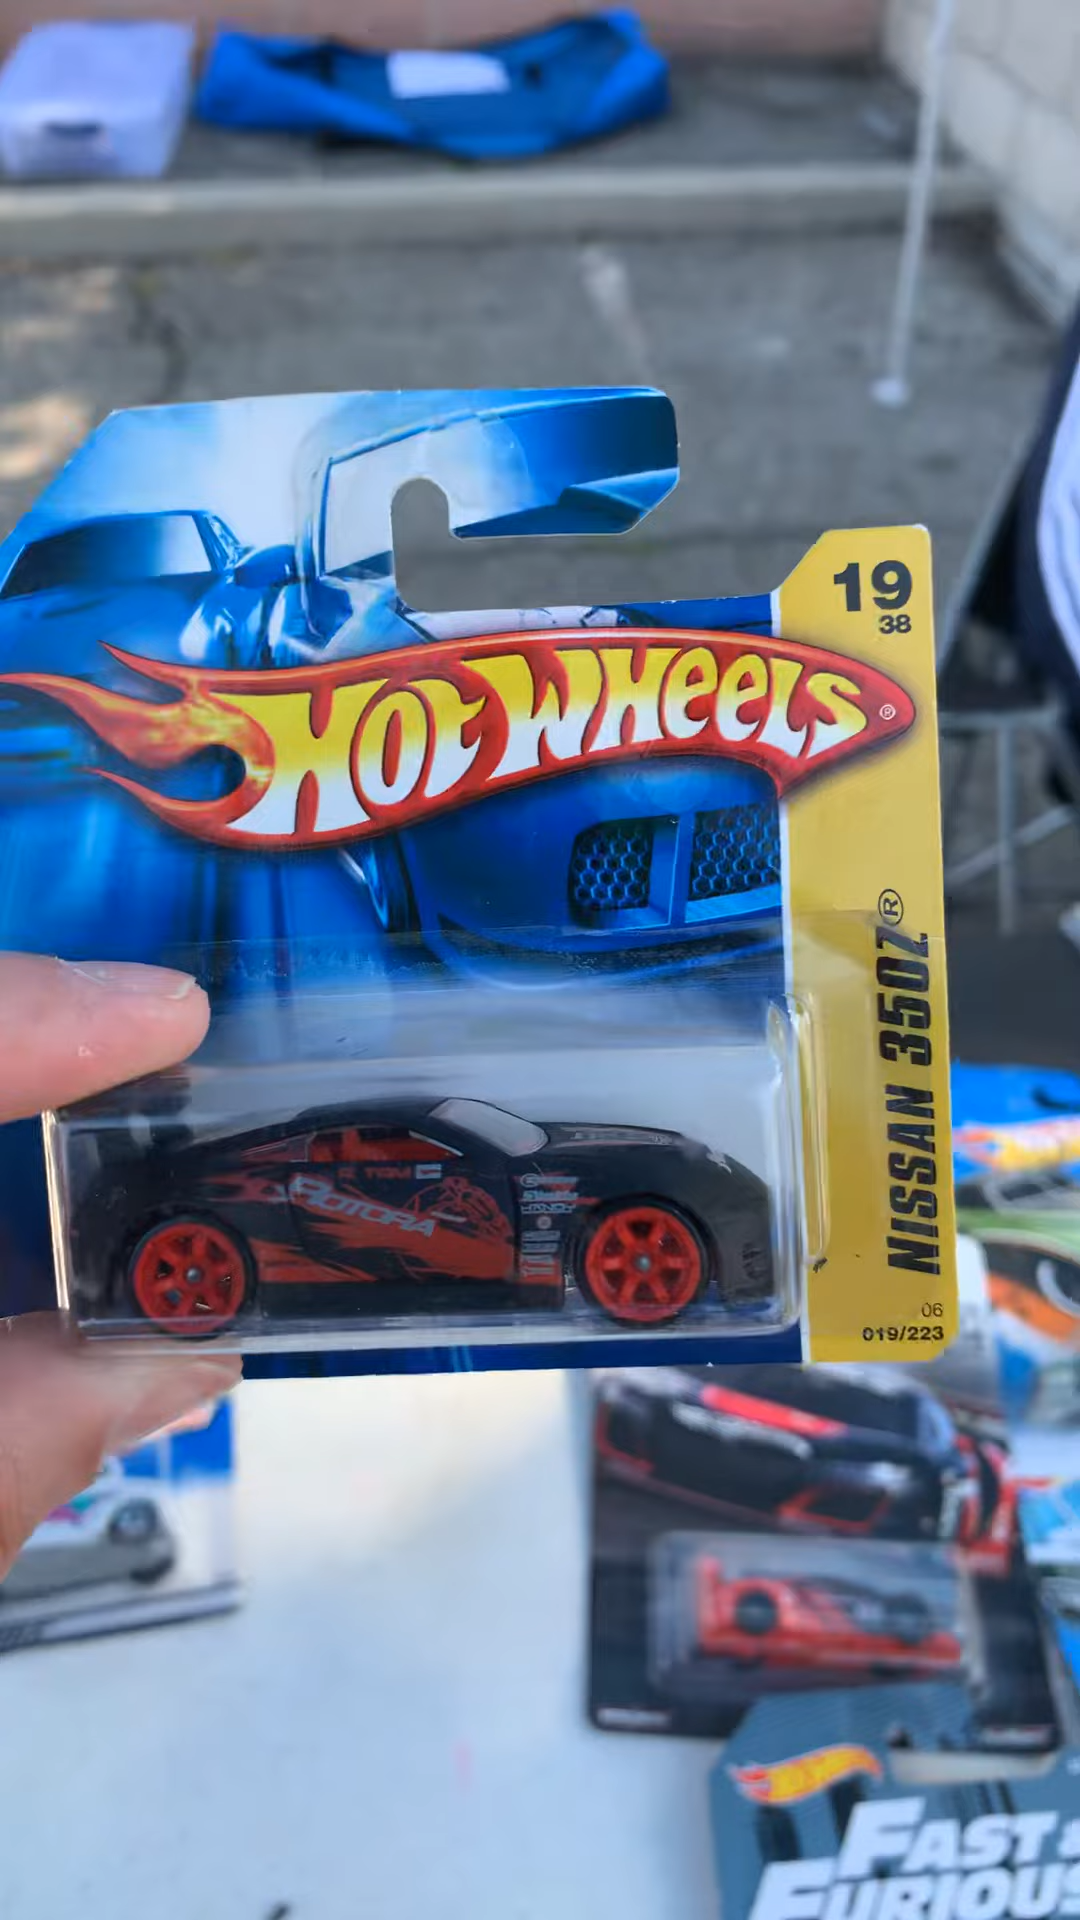 19
38
HOT WHEELS ®
NISSAN 350Z®
ROTORA
06
019/223
FAST &
FURIOUS